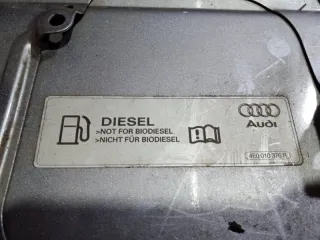 DIESEL
>NOT FOR BIODIESEL
>NICHT FÜR BIODIESEL
Audi